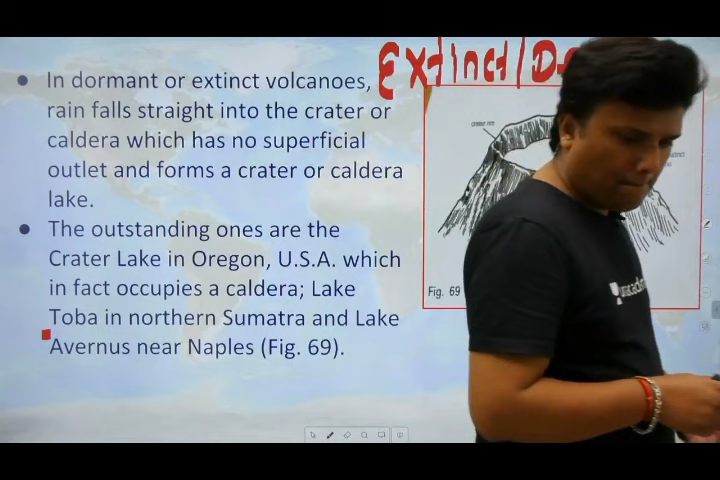 Extinct/D
In dormant or extinct volcanoes,
rain falls straight into the crater or
caldera which has no superficial
outlet and forms a crater or caldera
lake.
The outstanding ones are the
Crater Lake in Oregon, U.S.A. which
in fact occupies a caldera; Lake
Toba in northern Sumatra and Lake
Avernus near Naples (Fig. 69).
crater rim
Fig. 69